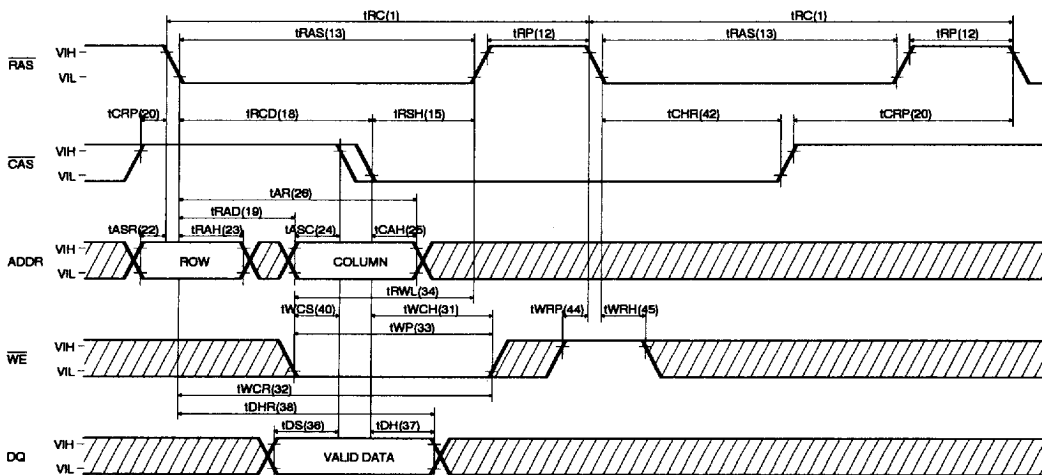 tRC(1) tRC(1)
tRAS(13) tRP(12) tRAS(13) tRP(12)
RAS VIH
VIL
tCRP(20) tRCD(18) tRSH(15) tCHR(42) tCRP(20)
CAS VIH
VIL
tAR(26)
tRAD(19)
tASR(22) tRAH(23) tASC(24) tCAH(25)
ADDR VIH
VIL
ROW COLUMN
tRWL(34)
tWCS(40) tWCH(31) tWRP(44) tWRH(45)
tWP(33)
WE VIH
VIL
tWCR(32)
tDHR(38)
tDS(36) tDH(37)
DQ VIH
VIL
VALID DATA